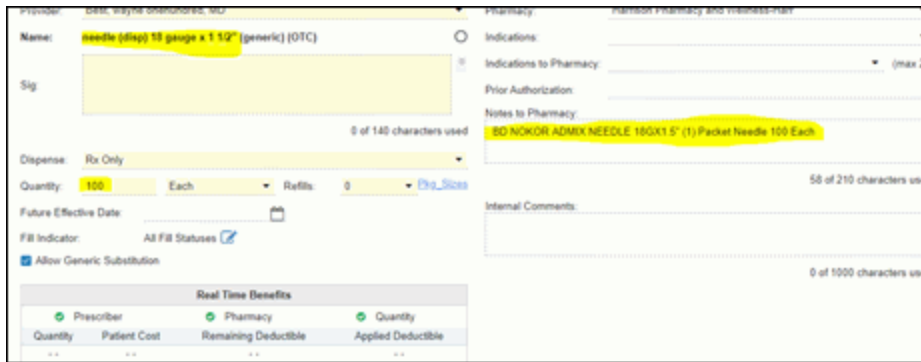 Provider: Best, Wayne onehundred, MD
Name: needle (disp) 18 gauge x 1 1/2" (generic) (OTC)
Sig:
0 of 140 characters used
Dispense: Rx Only
Quantity: 100 Each Refills: 0 Pkg_Sizes
Future Effective Date:
Fill Indicator: All Fill Statuses
Allow Generic Substitution
Real Time Benefits
Prescriber Pharmacy Quantity
Quantity Patient Cost Remaining Deductible Applied Deductible
-- -- -- --
Pharmacy: Harrison Pharmacy and Wellness-Harr
Indications:
Indications to Pharmacy: (max 2
Prior Authorization:
Notes to Pharmacy:
BD NOKOR ADMIX NEEDLE 18GX1.5" (1) Packet Needle 100 Each
58 of 210 characters us
Internal Comments:
0 of 1000 characters us